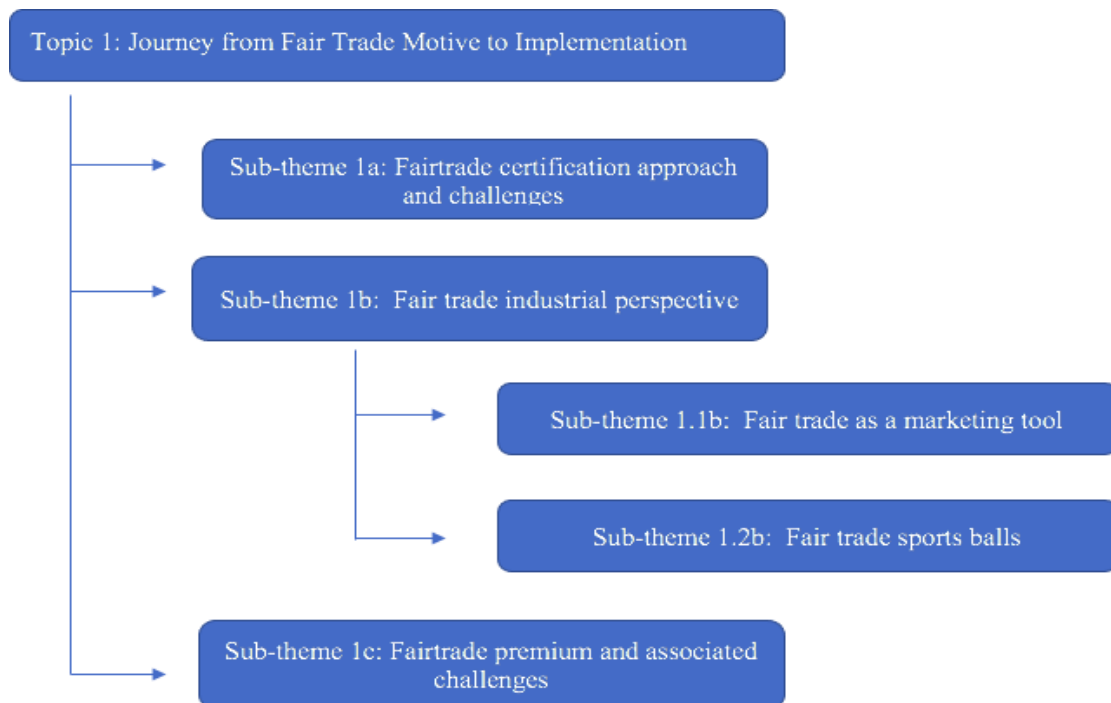 Topic 1: Journey from Fair Trade Motive to Implementation
Sub-theme 1a: Fairtrade certification approach
and challenges
Sub-theme 1b:  Fair trade industrial perspective
Sub-theme 1.1b:  Fair trade as a marketing tool
Sub-theme 1.2b:  Fair trade sports balls
Sub-theme 1c: Fairtrade premium and associated
challenges